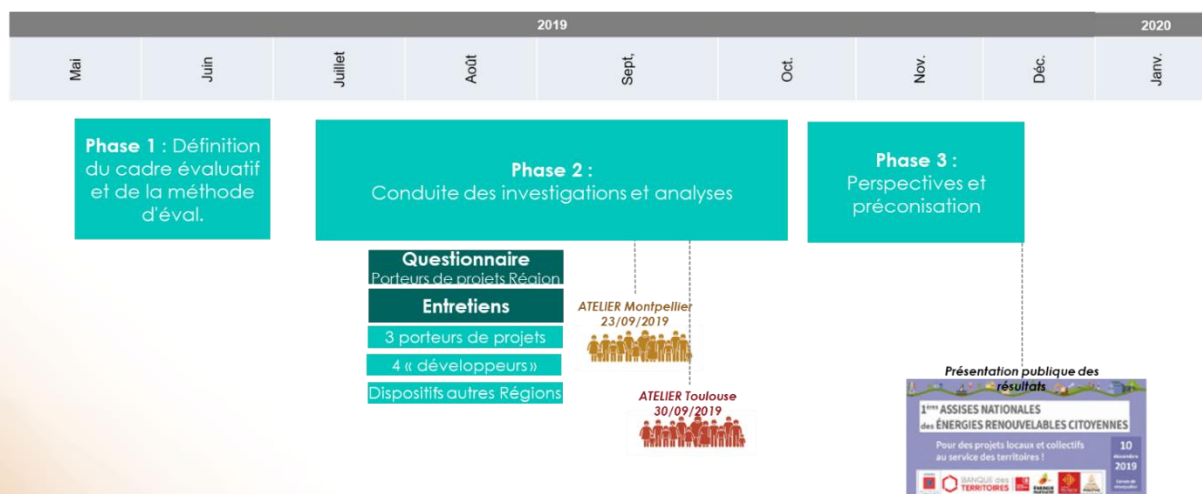 2019
2020
Mai
Juin
Juillet
Août
Sept,
Oct.
Nov.
Déc.
Janv.
Phase 1 : Définition
du cadre évaluatif
et de la méthode
d'éval.
Phase 2 :
Conduite des investigations et analyses
Phase 3 :
Perspectives et
préconisation
Questionnaire
Porteurs de projets Région
Entretiens
3 porteurs de projets
4 « développeurs »
Dispositifs autres Régions
ATELIER Montpellier
23/09/2019
ATELIER Toulouse
30/09/2019
Présentation publique des
résultats
1ères ASSISES NATIONALES
des ÉNERGIES RENOUVELABLES CITOYENNES
Pour des projets locaux et collectifs
au service des territoires !
10
décembre
2019
BANQUE des
TERRITOIRES